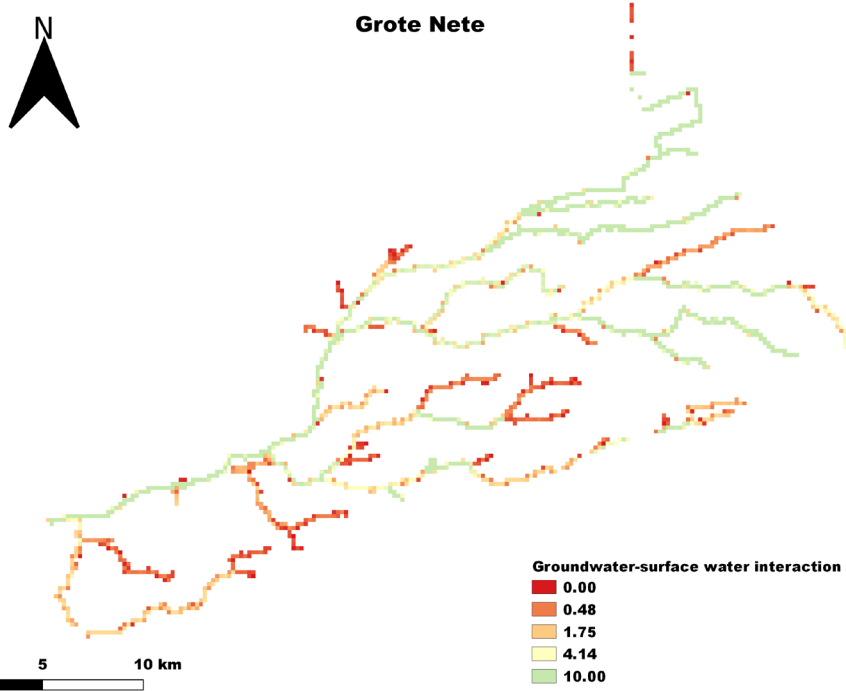 Grote Nete
N
Groundwater-surface water interaction
0.00
0.48
1.75
4.14
10.00
5 10 km